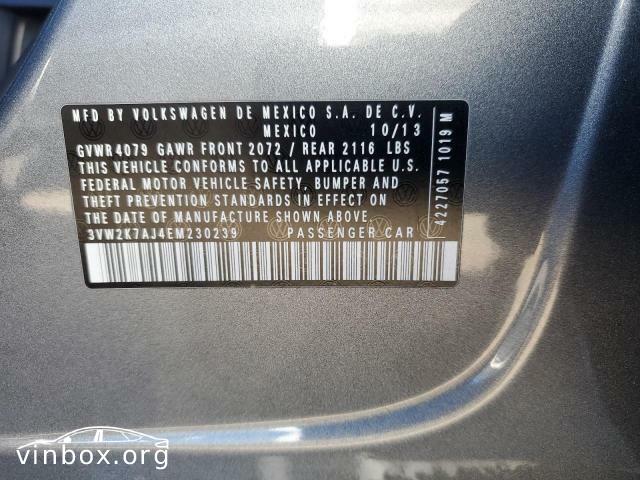 MFD BY VOLKSWAGEN DE MEXICO S.A. DE C.V.
MEXICO 10/13
GVWR4079 GAWR FRONT 2072 / REAR 2116 LBS
THIS VEHICLE CONFORMS TO ALL APPLICABLE U.S.
FEDERAL MOTOR VEHICLE SAFETY, BUMPER AND
THEFT PREVENTION STANDARDS IN EFFECT ON
THE DATE OF MANUFACTURE SHOWN ABOVE.
3VW2K7AJ4EM230239 PASSENGER CAR
4227057 1019 M
vinbox.org